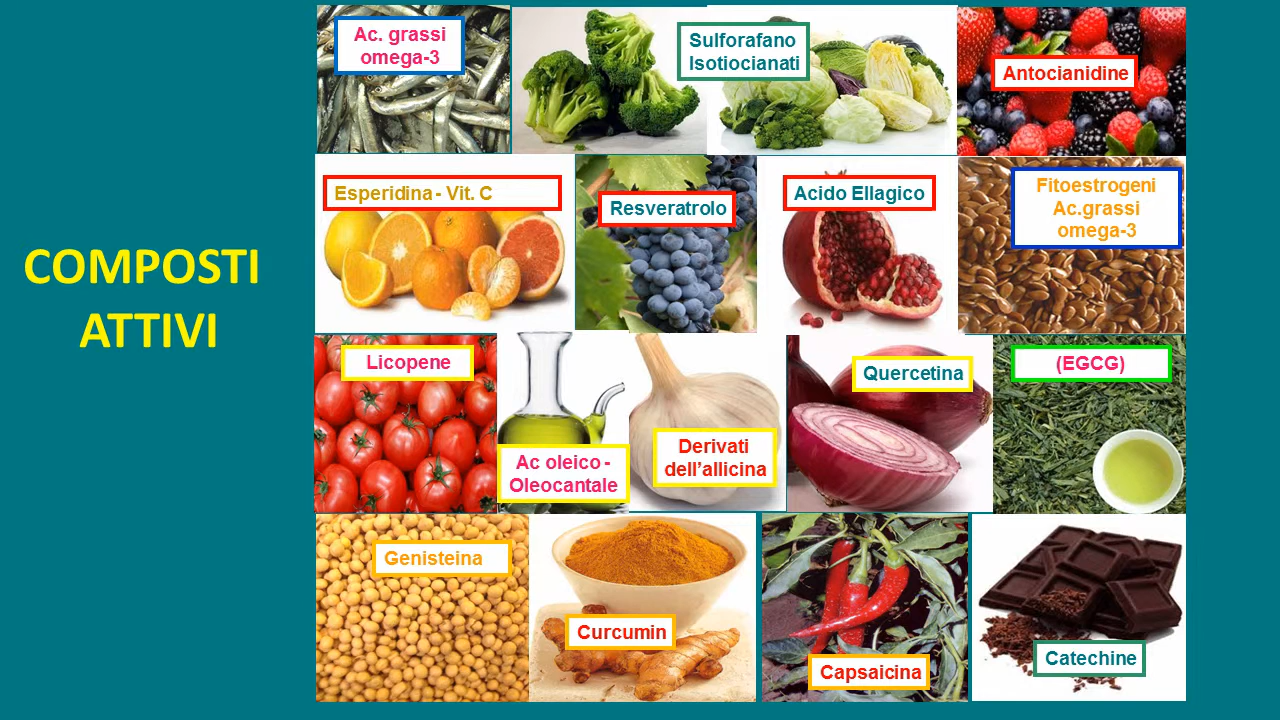 COMPOSTI
ATTIVI
Ac. grassi
omega-3
Sulforafano
Isotiocianati
Antocianidine
Esperidina - Vit. C
Resveratrolo
Acido Ellagico
Fitoestrogeni
Ac.grassi
omega-3
Licopene
Ac oleico -
Oleocantale
Derivati
dell'allicina
Quercetina
(EGCG)
Genisteina
Curcumin
Capsaicina
Catechine